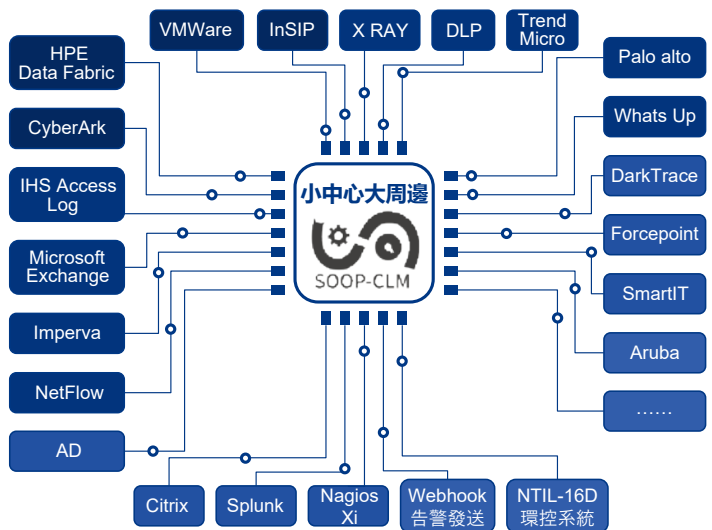 VMWare
InSIP
X RAY
DLP
Trend
Micro
HPE
Data Fabric
CyberArk
IHS Access
Log
Microsoft
Exchange
Imperva
NetFlow
AD
小中心大周邊
SOOP-CLM
Palo alto
Whats Up
DarkTrace
Forcepoint
SmartIT
Aruba
……
Citrix
Splunk
Nagios
Xi
Webhook
告警發送
NTIL-16D
環控系統